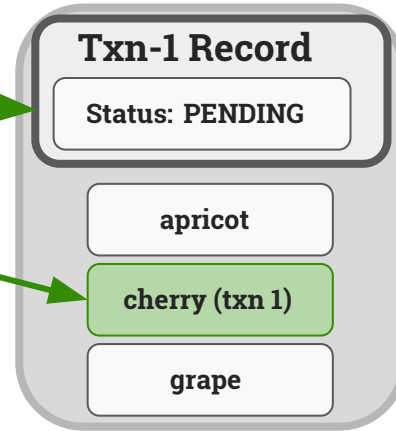 Txn-1 Record
Status: PENDING
apricot
cherry (txn 1)
grape